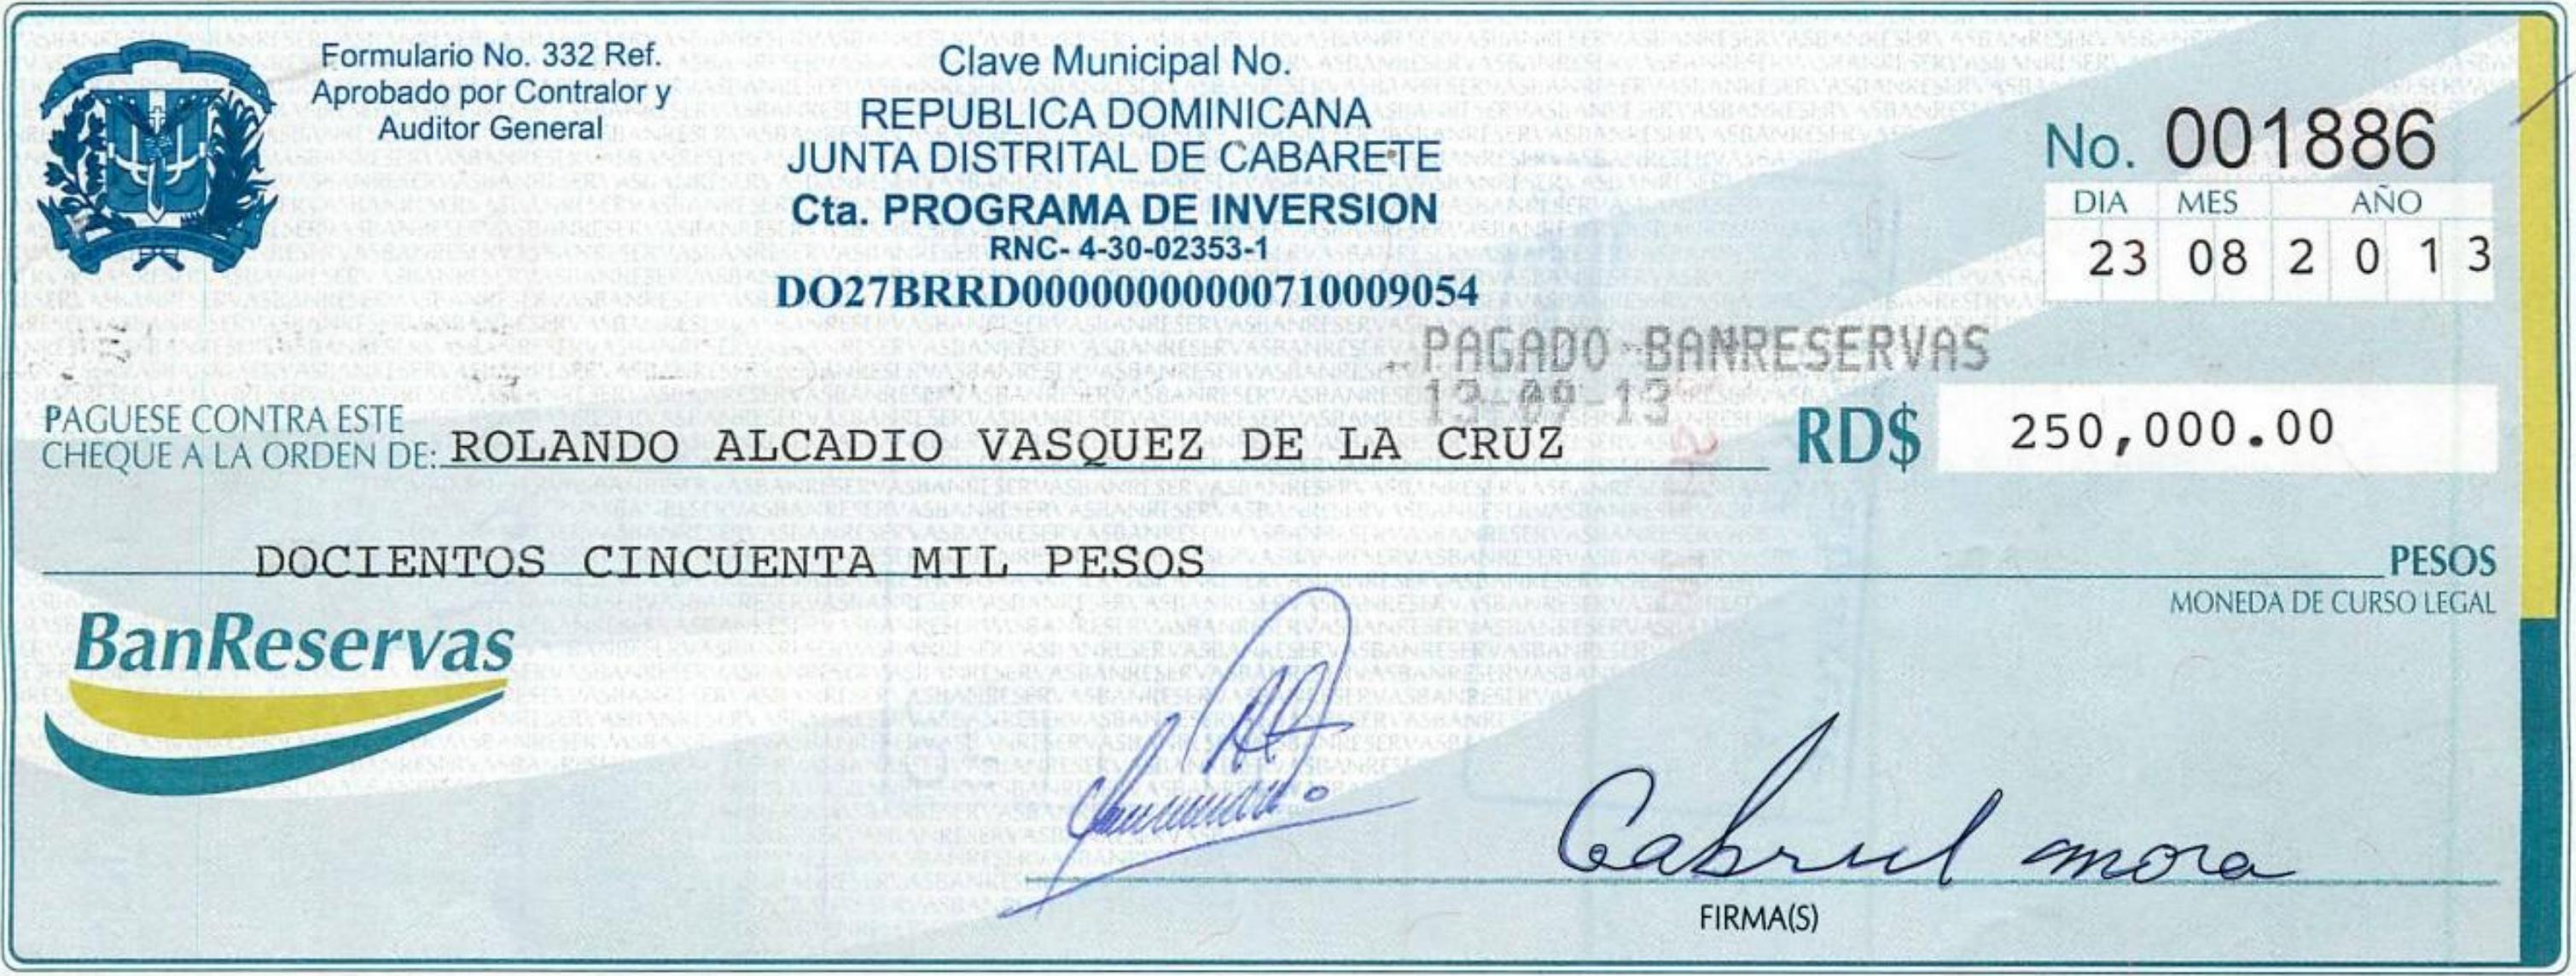 Formulario No. 332 Ref.
Aprobado por Contralor y
Auditor General
Clave Municipal No.
REPUBLICA DOMINICANA
JUNTA DISTRITAL DE CABARETE
Cta. PROGRAMA DE INVERSION
RNC- 4-30-02353-1
DO27BRRD00000000000710009054
No. 001886
DIA MES AÑO
23 08 2 0 1 3
PAGADO-BANRESERVAS
13 09 13
PAGUESE CONTRA ESTE
CHEQUE A LA ORDEN DE: ROLANDO ALCADIO VASQUEZ DE LA CRUZ
RD$ 250,000.00
DOCIENTOS CINCUENTA MIL PESOS
PESOS
MONEDA DE CURSO LEGAL
BanReservas
Gabriel mora
FIRMA(S)